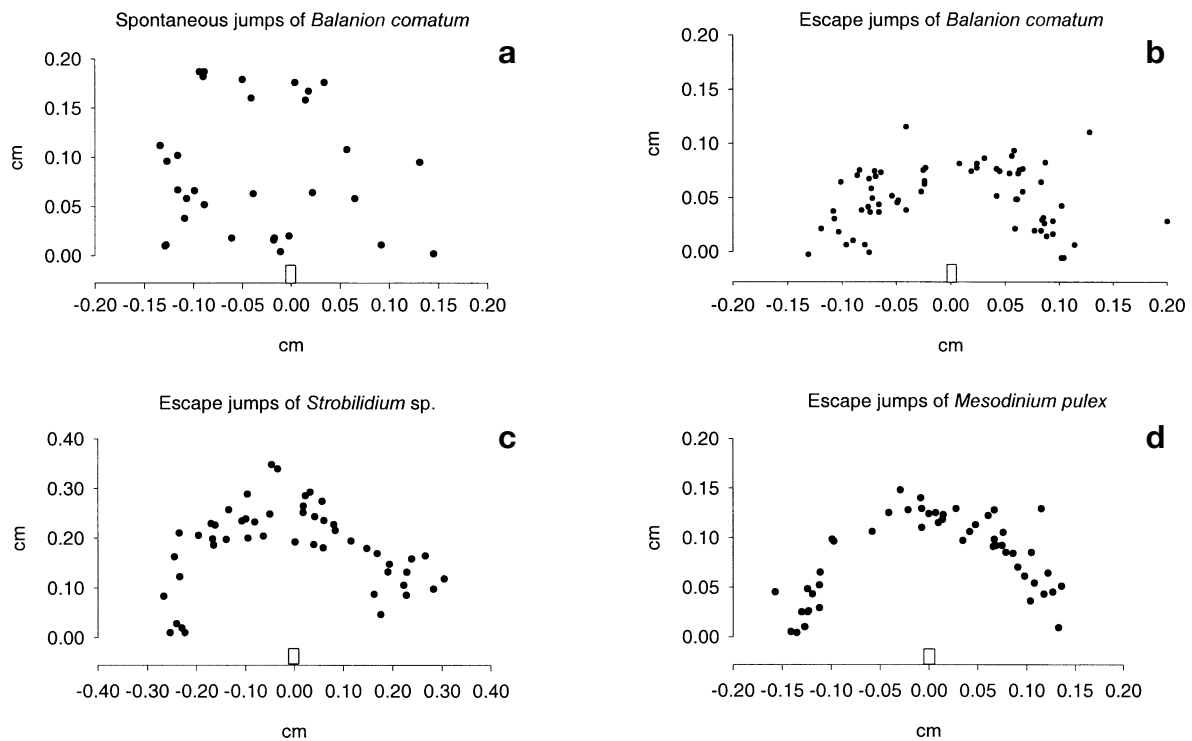 Spontaneous jumps of Balanion comatum
a
0.20
0.15
0.10
0.05
0.00
cm
-0.20 -0.15 -0.10 -0.05 0.00 0.05 0.10 0.15 0.20
cm
Escape jumps of Balanion comatum
b
0.20
0.15
0.10
0.05
0.00
cm
-0.20 -0.15 -0.10 -0.05 0.00 0.05 0.10 0.15 0.20
cm
Escape jumps of Strobilidium sp.
c
0.40
0.30
0.20
0.10
0.00
cm
-0.40 -0.30 -0.20 -0.10 0.00 0.10 0.20 0.30 0.40
cm
Escape jumps of Mesodinium pulex
d
0.20
0.15
0.10
0.05
0.00
cm
-0.20 -0.15 -0.10 -0.05 0.00 0.05 0.10 0.15 0.20
cm